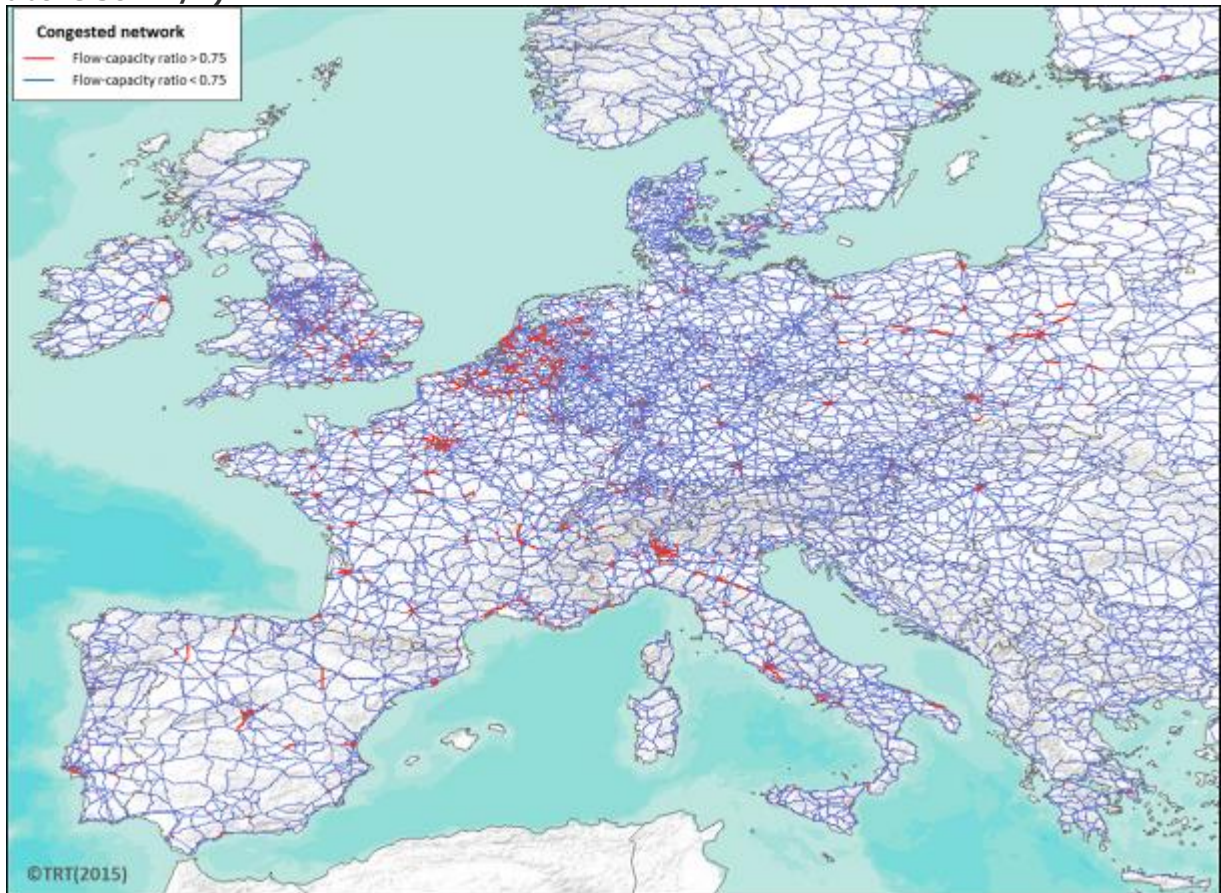 Congested network
Flow-capacity ratio > 0.75
Flow-capacity ratio < 0.75
©TRT(2015)